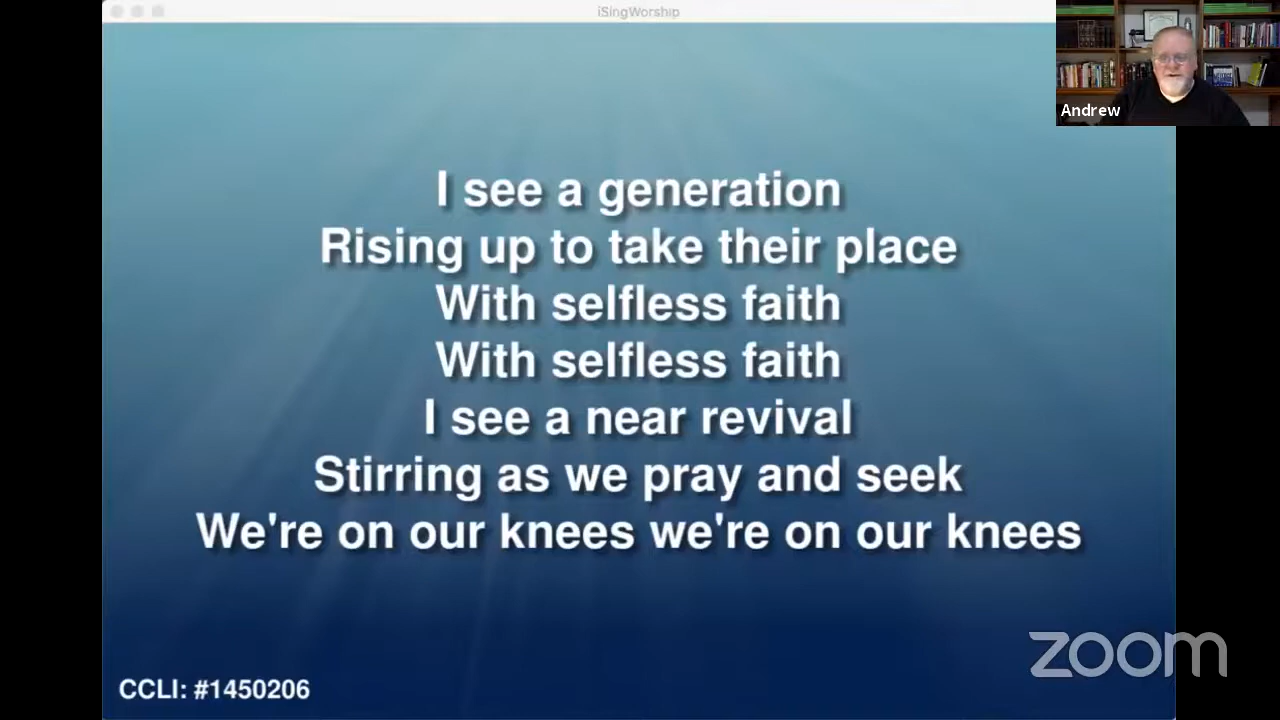 iSingWorship
Andrew
I see a generation
Rising up to take their place
With selfless faith
With selfless faith
I see a near revival
Stirring as we pray and seek
We're on our knees we're on our knees
zoom
CCLI: #1450206